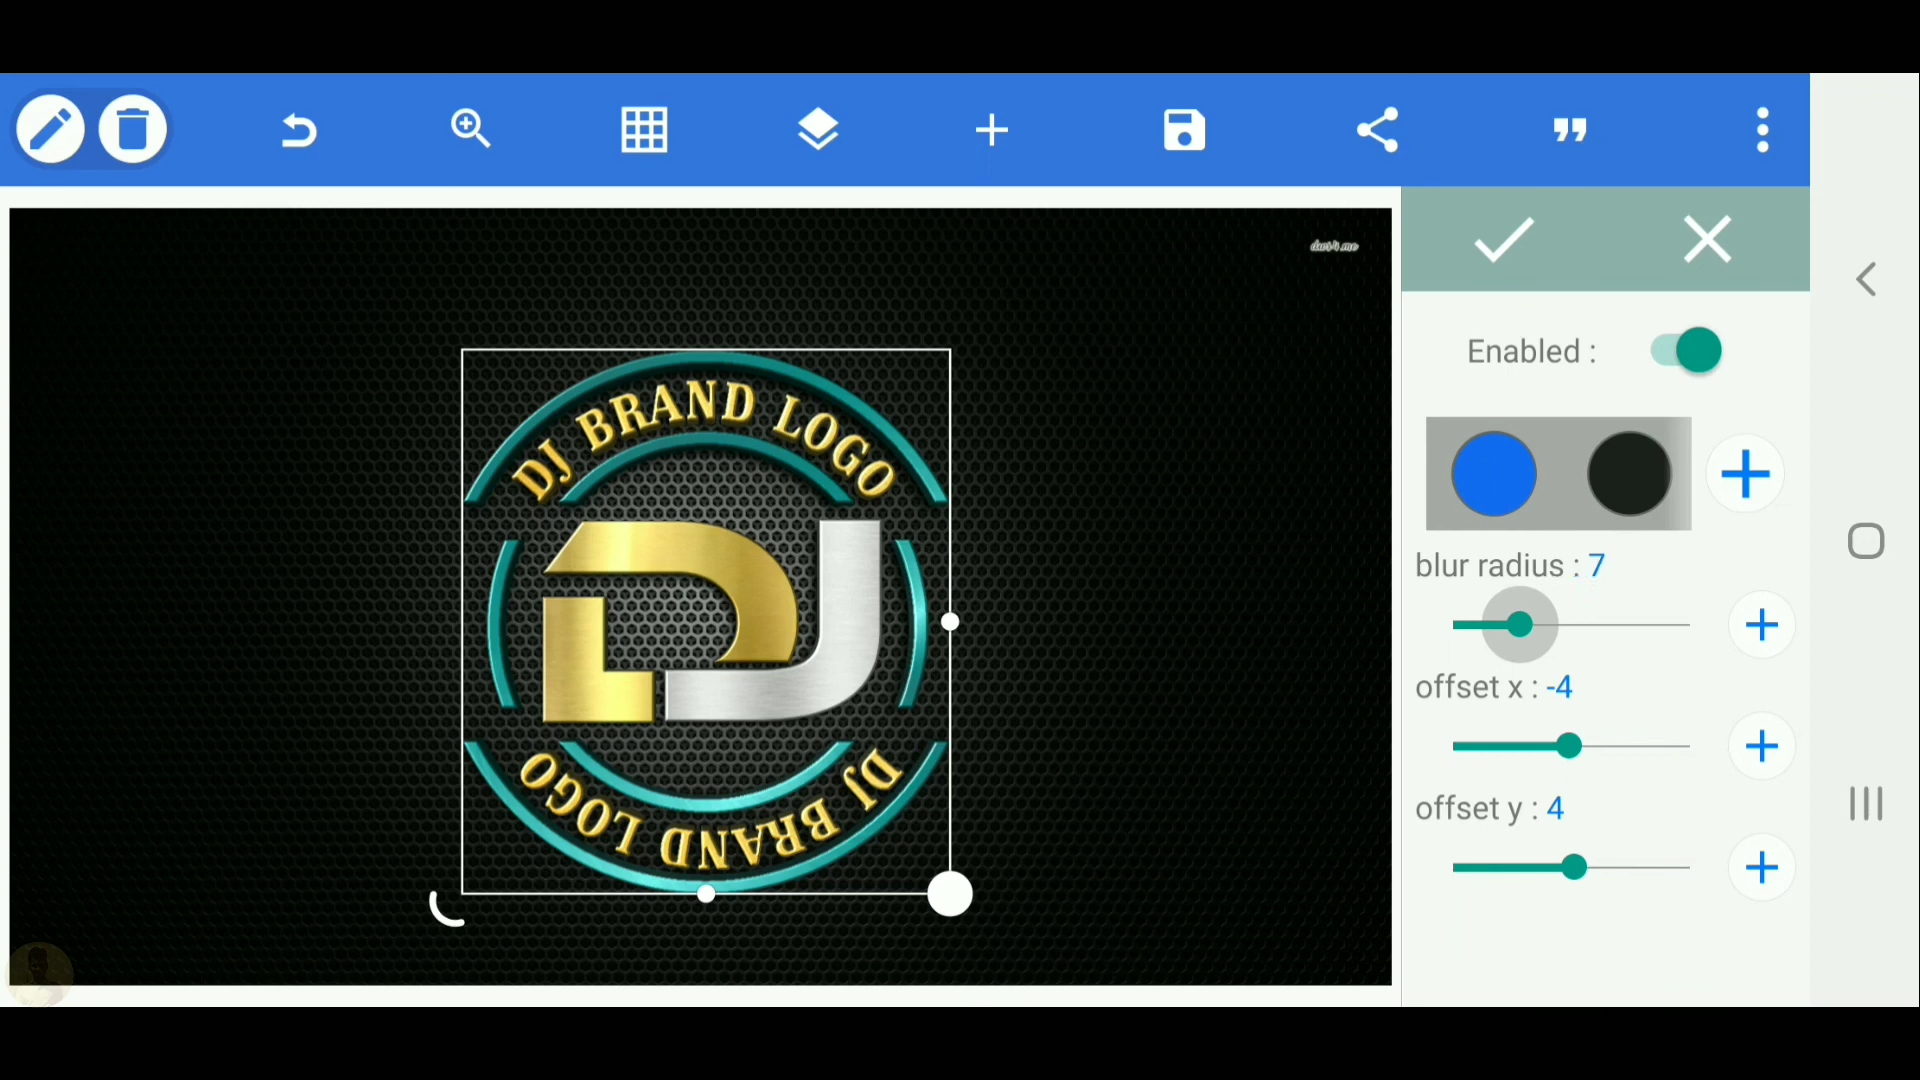 Enabled :
DJ BRAND LOGO
DJ
DJ BRAND LOGO
blur radius : 7
offset x : -4
offset y : 4